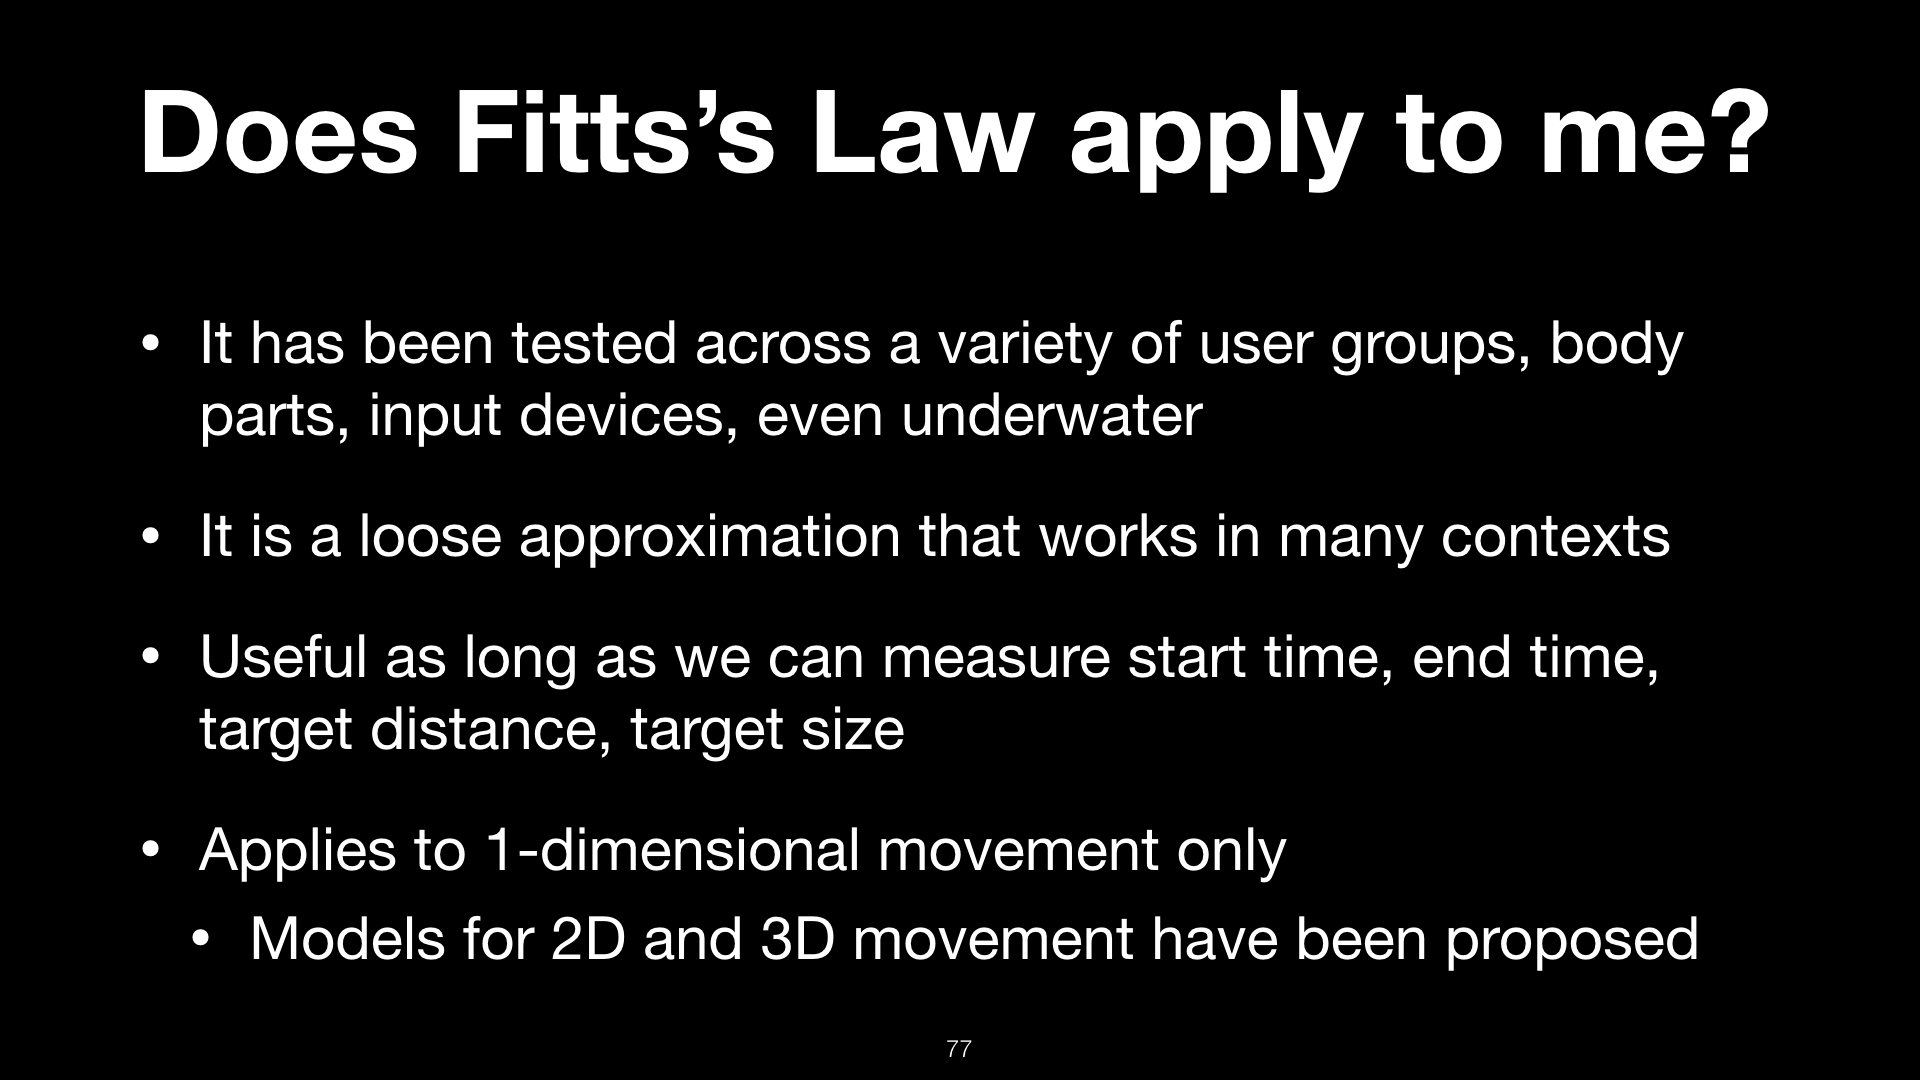 Does Fitts’s Law apply to me?
• It has been tested across a variety of user groups, body
parts, input devices, even underwater
• It is a loose approximation that works in many contexts
• Useful as long as we can measure start time, end time,
target distance, target size
• Applies to 1-dimensional movement only
• Models for 2D and 3D movement have been proposed
77